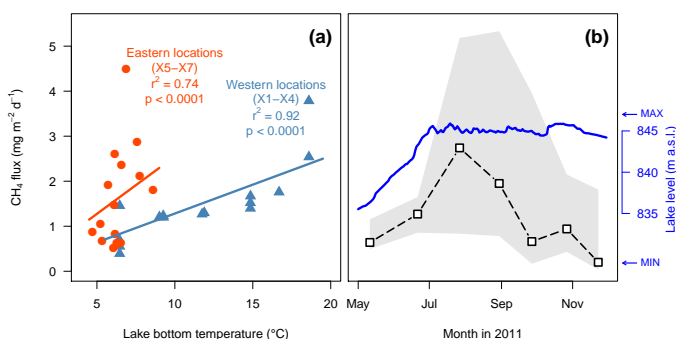 (a)
Eastern locations
(X5−X7)
r² = 0.74
p < 0.0001
Western locations
(X1−X4)
r² = 0.92
p < 0.0001
CH₄ flux (mg m⁻² d⁻¹)
5
4
3
2
1
0
5
10
15
20
Lake bottom temperature (°C)
(b)
MAX
845
840
835
MIN
Lake level (m a.s.l.)
May
Jul
Sep
Nov
Month in 2011